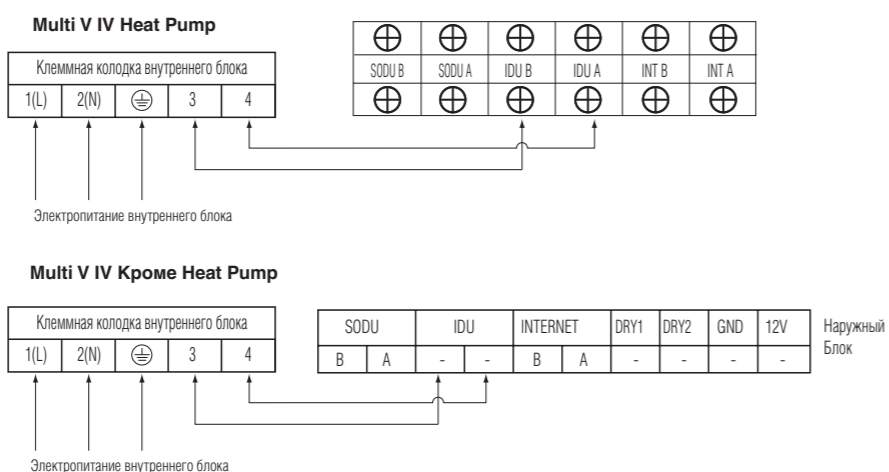 Multi V IV Heat Pump
Клеммная колодка внутреннего блока
1(L) 2(N) 3 4
SODU B SODU A IDU B IDU A INT B INT A
Электропитание внутреннего блока
Multi V IV Кроме Heat Pump
Клеммная колодка внутреннего блока
1(L) 2(N) 3 4
SODU IDU INTERNET DRY1 DRY2 GND 12V
B A - - B A - - - -
Наружный
Блок
Электропитание внутреннего блока